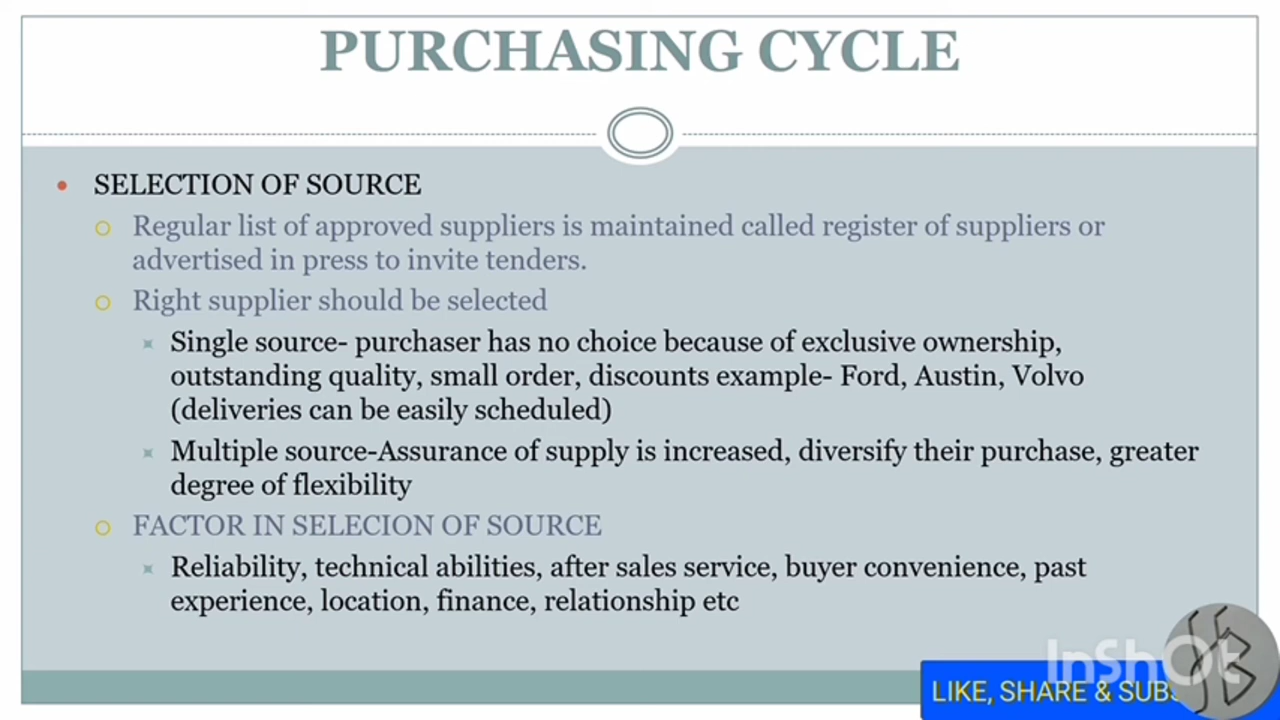 PURCHASING CYCLE
SELECTION OF SOURCE
Regular list of approved suppliers is maintained called register of suppliers or
advertised in press to invite tenders.
Right supplier should be selected
Single source- purchaser has no choice because of exclusive ownership,
outstanding quality, small order, discounts example- Ford, Austin, Volvo
(deliveries can be easily scheduled)
Multiple source-Assurance of supply is increased, diversify their purchase, greater
degree of flexibility
FACTOR IN SELECION OF SOURCE
Reliability, technical abilities, after sales service, buyer convenience, past
experience, location, finance, relationship etc
InShOt
LIKE, SHARE & SUBS